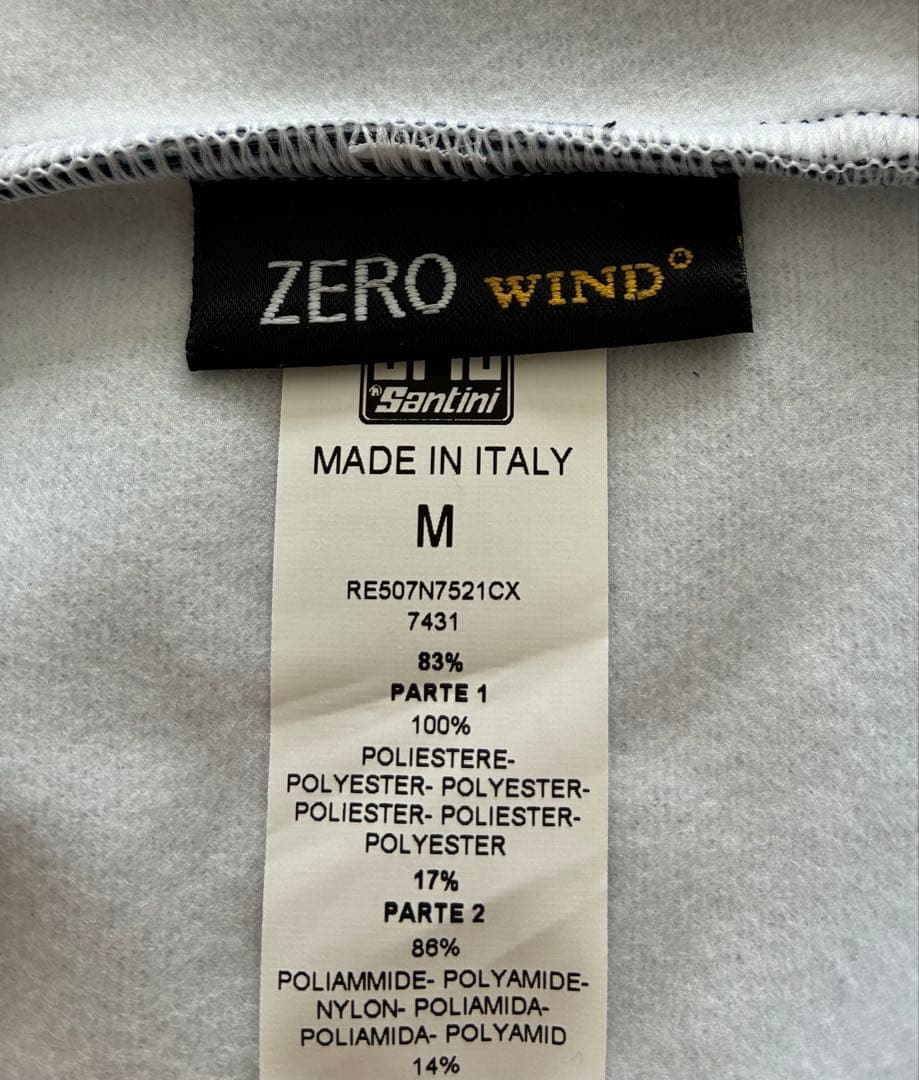 ZERO WIND°
Santini
MADE IN ITALY
M
RE507N7521CX
7431
83%
PARTE 1
100%
POLIESTERE-
POLYESTER- POLYESTER-
POLIESTER- POLIESTER-
POLYESTER
17%
PARTE 2
86%
POLIAMMIDE- POLYAMIDE-
NYLON- POLIAMIDA-
POLIAMIDA- POLYAMID
14%